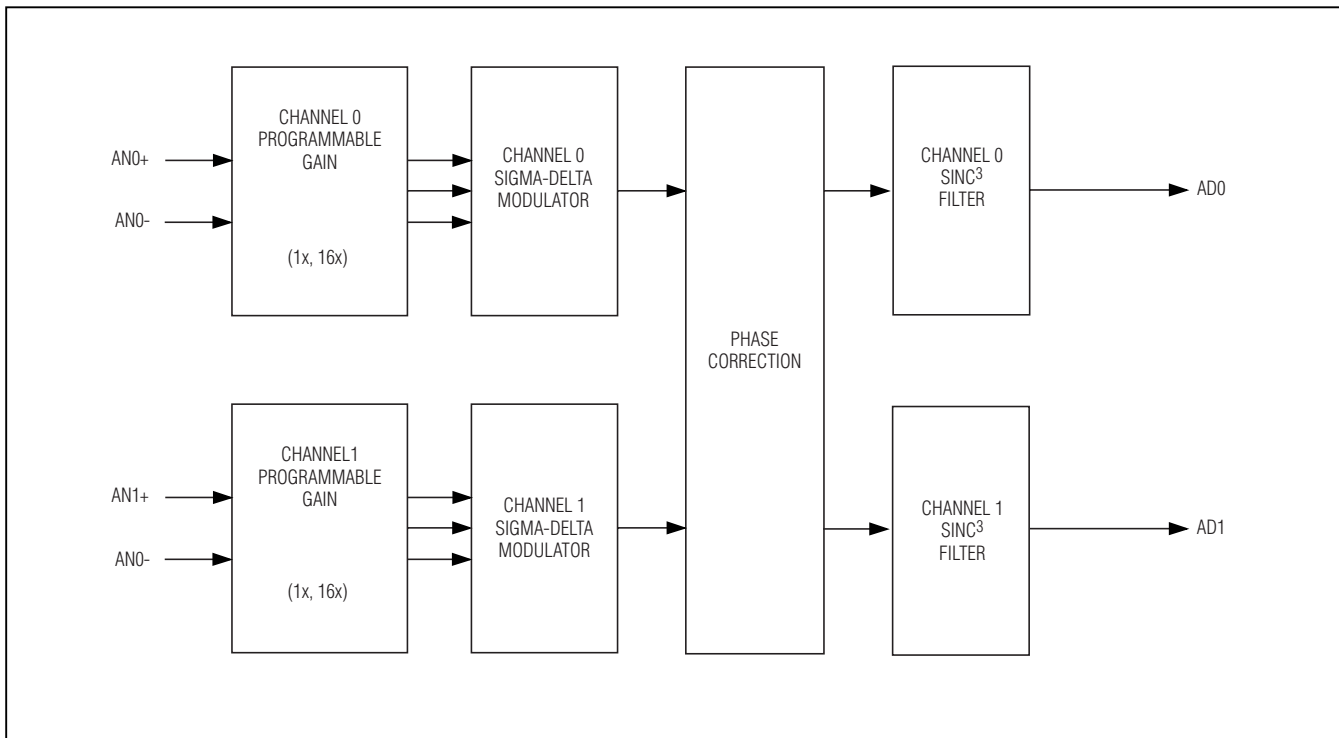 CHANNEL 0
PROGRAMMABLE
GAIN
(1x, 16x)
AN0+
AN0-
CHANNEL 0
SIGMA-DELTA
MODULATOR
PHASE
CORRECTION
CHANNEL 0
SINC3
FILTER
AD0
CHANNEL1
PROGRAMMABLE
GAIN
(1x, 16x)
AN1+
AN0-
CHANNEL 1
SIGMA-DELTA
MODULATOR
CHANNEL 1
SINC3
FILTER
AD1